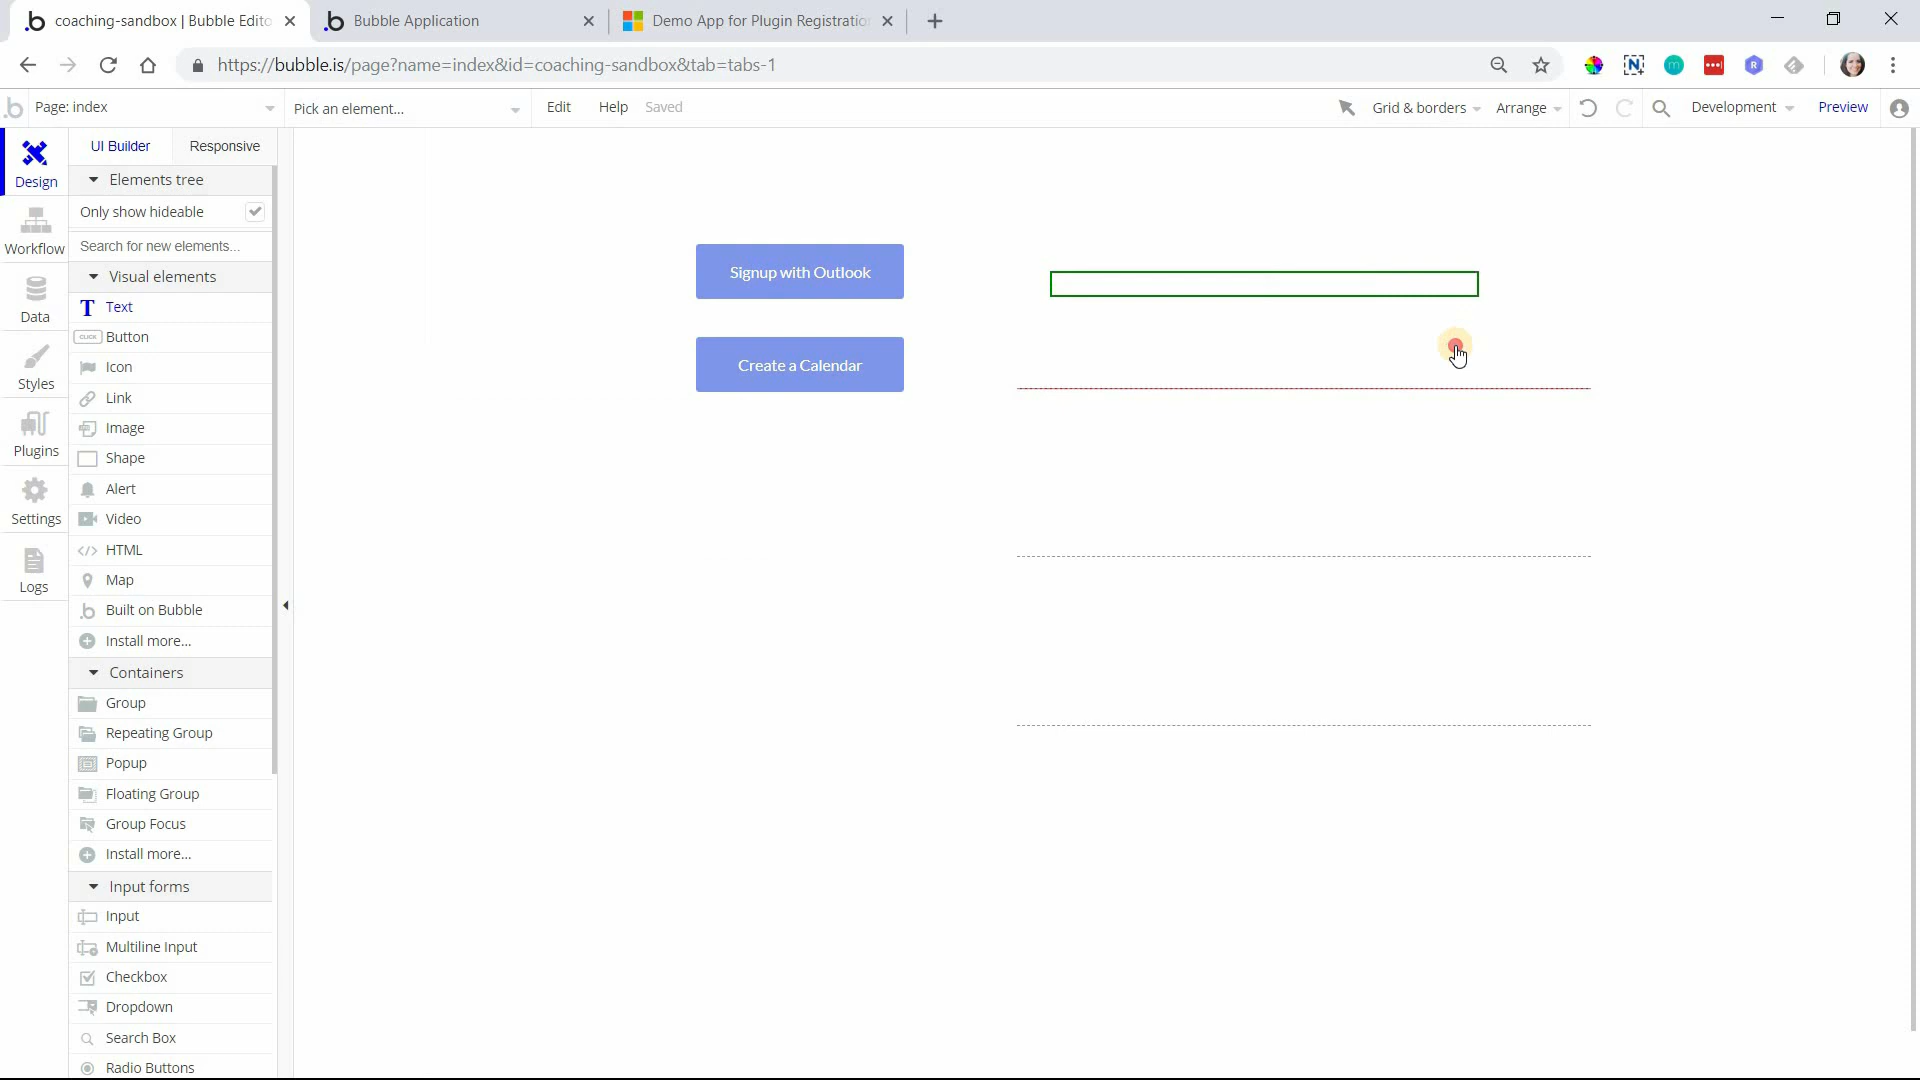 coaching-sandbox | Bubble Edito
Bubble Application
Demo App for Plugin Registratio
https://bubble.is/page?name=index&id=coaching-sandbox&tab=tabs-1
Page: index
Pick an element...
Edit
Help
Saved
Grid & borders
Arrange
Development
Preview
Design
Workflow
Data
Styles
Plugins
Settings
Logs
UI Builder
Responsive
Elements tree
Only show hideable
Search for new elements...
Visual elements
Text
CLICK
Button
Icon
Link
Image
Shape
Alert
Video
HTML
Map
Built on Bubble
Install more...
Containers
Group
Repeating Group
Popup
Floating Group
Group Focus
Install more...
Input forms
Input
Multiline Input
Checkbox
Dropdown
Search Box
Radio Buttons
Signup with Outlook
Create a Calendar